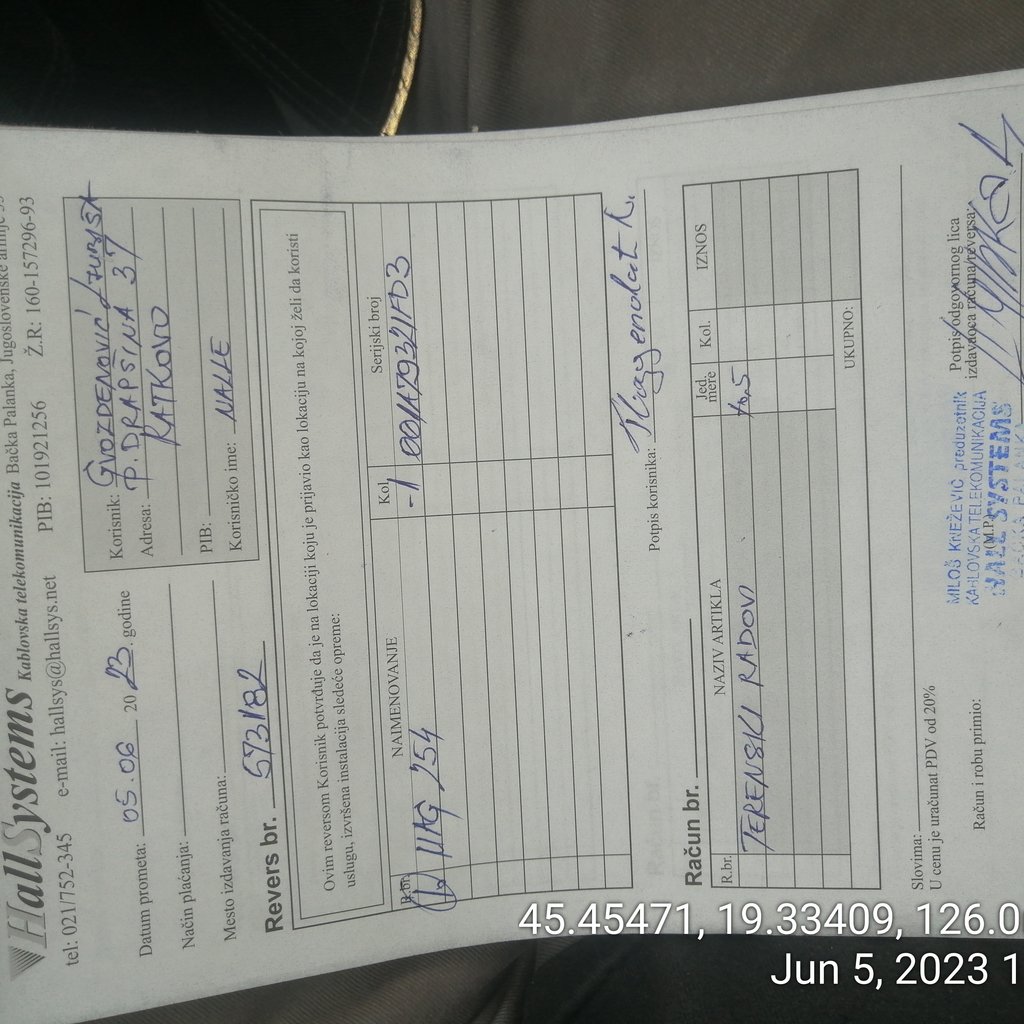 HallSystems Kablovska telekomunikacija Bačka Palanka, Jugoslovenske armije
tel: 021/752-345 e-mail: hallsys@hallsys.net PIB: 101921256 Ž.R: 160-157296-93
Datum prometa: 05.06 2023. godine
Način plaćanja:
Mesto izdavanja računa:
Korisnik: GVOZDENOVIĆ
Adresa: P. DRAPŠINA 37
RATKOVO
PIB:
Korisničko ime: NALLE
Revers br. 573182
Ovim reversom Korisnik potvrđuje da je na lokaciji koju je prijavio kao lokaciju na kojoj želi da koristi
uslugu, izvršena instalacija sledeće opreme:
R.br. NAIMENOVANJE Kol. Serijski broj
MAG 254 1 001A79321FD3
Potpis korisnika:
Račun br.
R.br. NAZIV ARTIKLA Jed. mere Kol. IZNOS
TERENSKI RADOVI
UKUPNO:
Slovima:
U cenu je uračunat PDV od 20%
Račun i robu primio:
(M.P.)
MILOŠ KNEŽEVIĆ preduzetnik
KABLOVSKA TELEKOMUNIKACIJA
HALL SYSTEMS
Potpis odgovornog lica
izdavaoca računa/reversa:
45.45471, 19.33409, 126.0
Jun 5, 2023 1